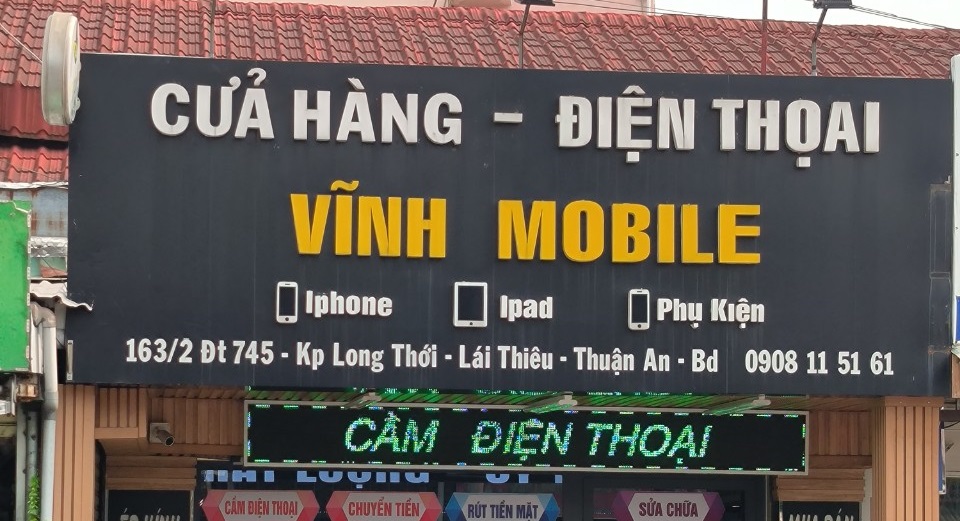 CỬA HÀNG - ĐIỆN THOẠI
VĨNH MOBILE
Iphone Ipad Phụ Kiện
163/2 Đt 745 - Kp Long Thới - Lái Thiêu - Thuận An - Bd 0908 11 51 61
CẦM ĐIỆN THOẠI
CẦM ĐIỆN THOẠI CHUYỂN TIỀN RÚT TIỀN MẶT SỬA CHỮA